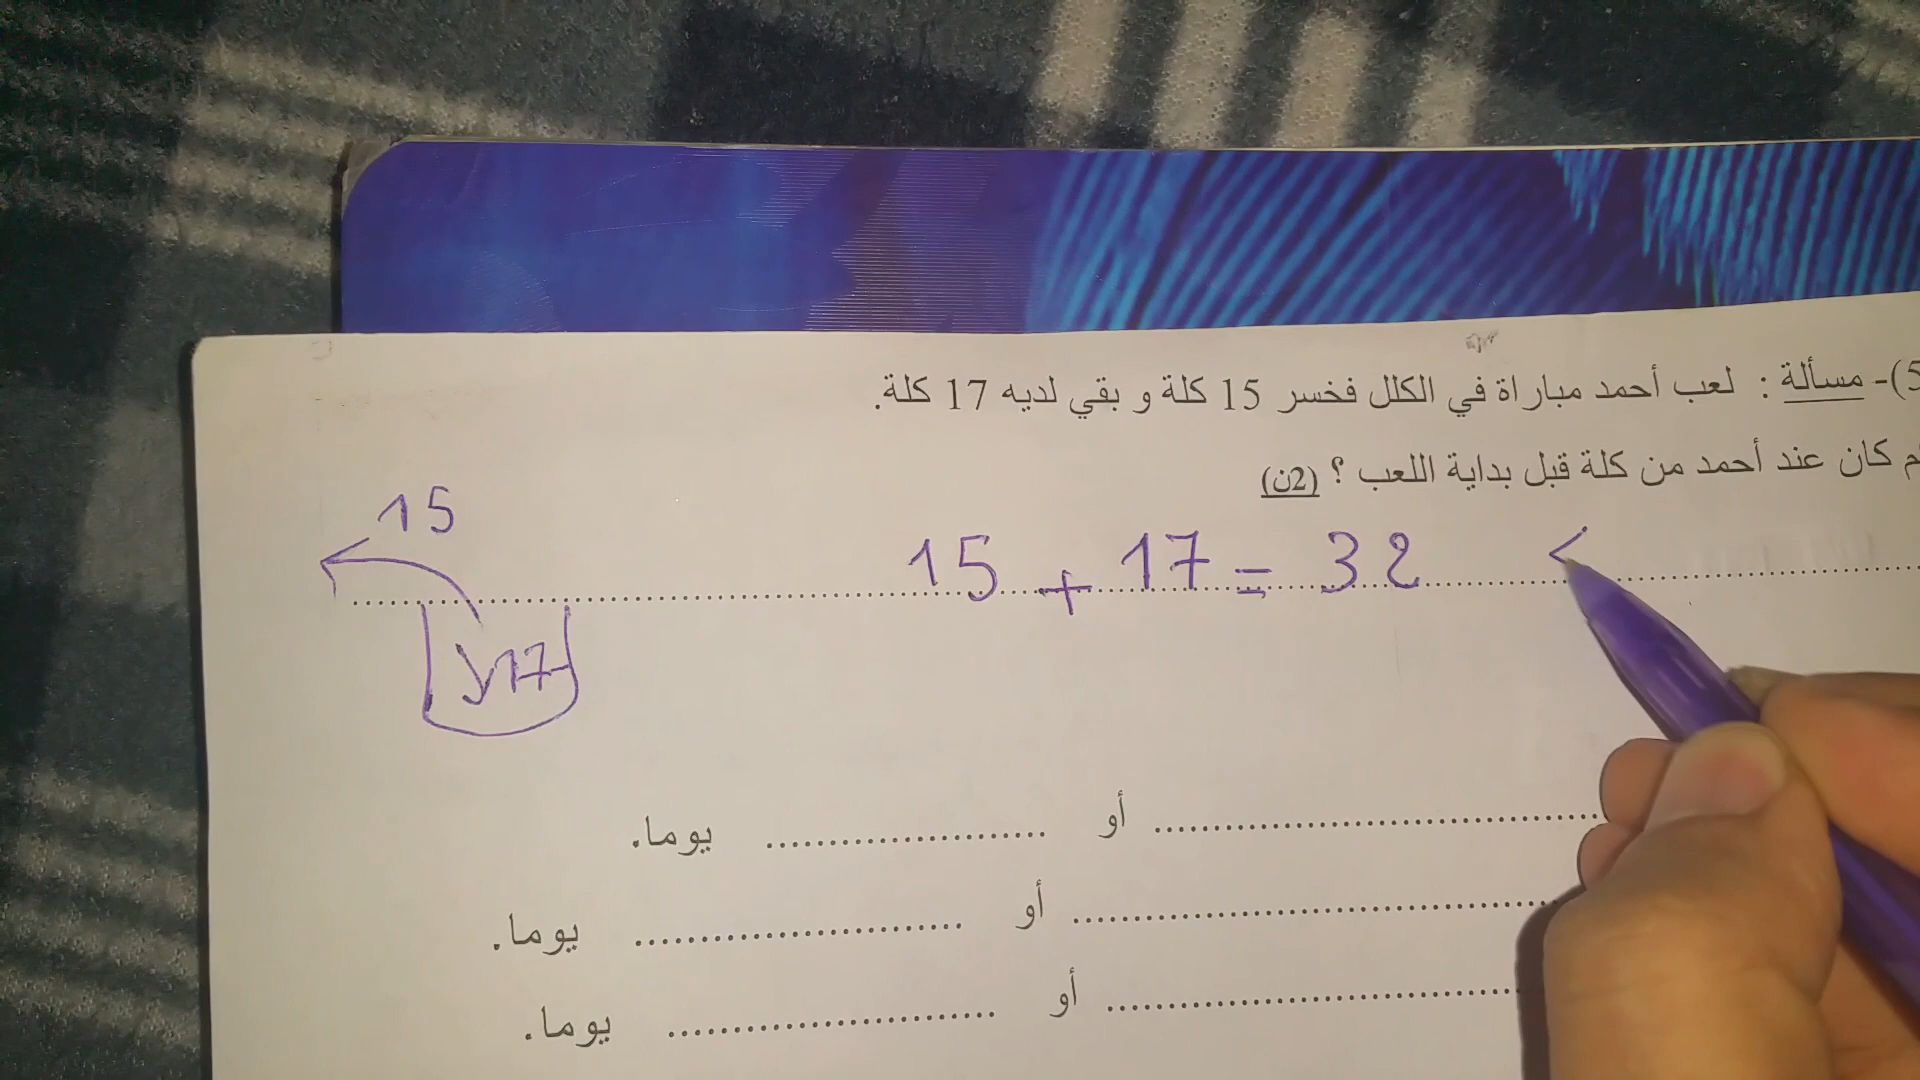 5)- مسألة : لعب أحمد مباراة في الكلل فخسر 15 كلة و بقي لديه 17 كلة.
كان عند أحمد من كلة قبل بداية اللعب ؟ (2ن)
15
15 + 17 = 32
17
أو ........ يوما.
أو ........ يوما.
أو ........ يوما.